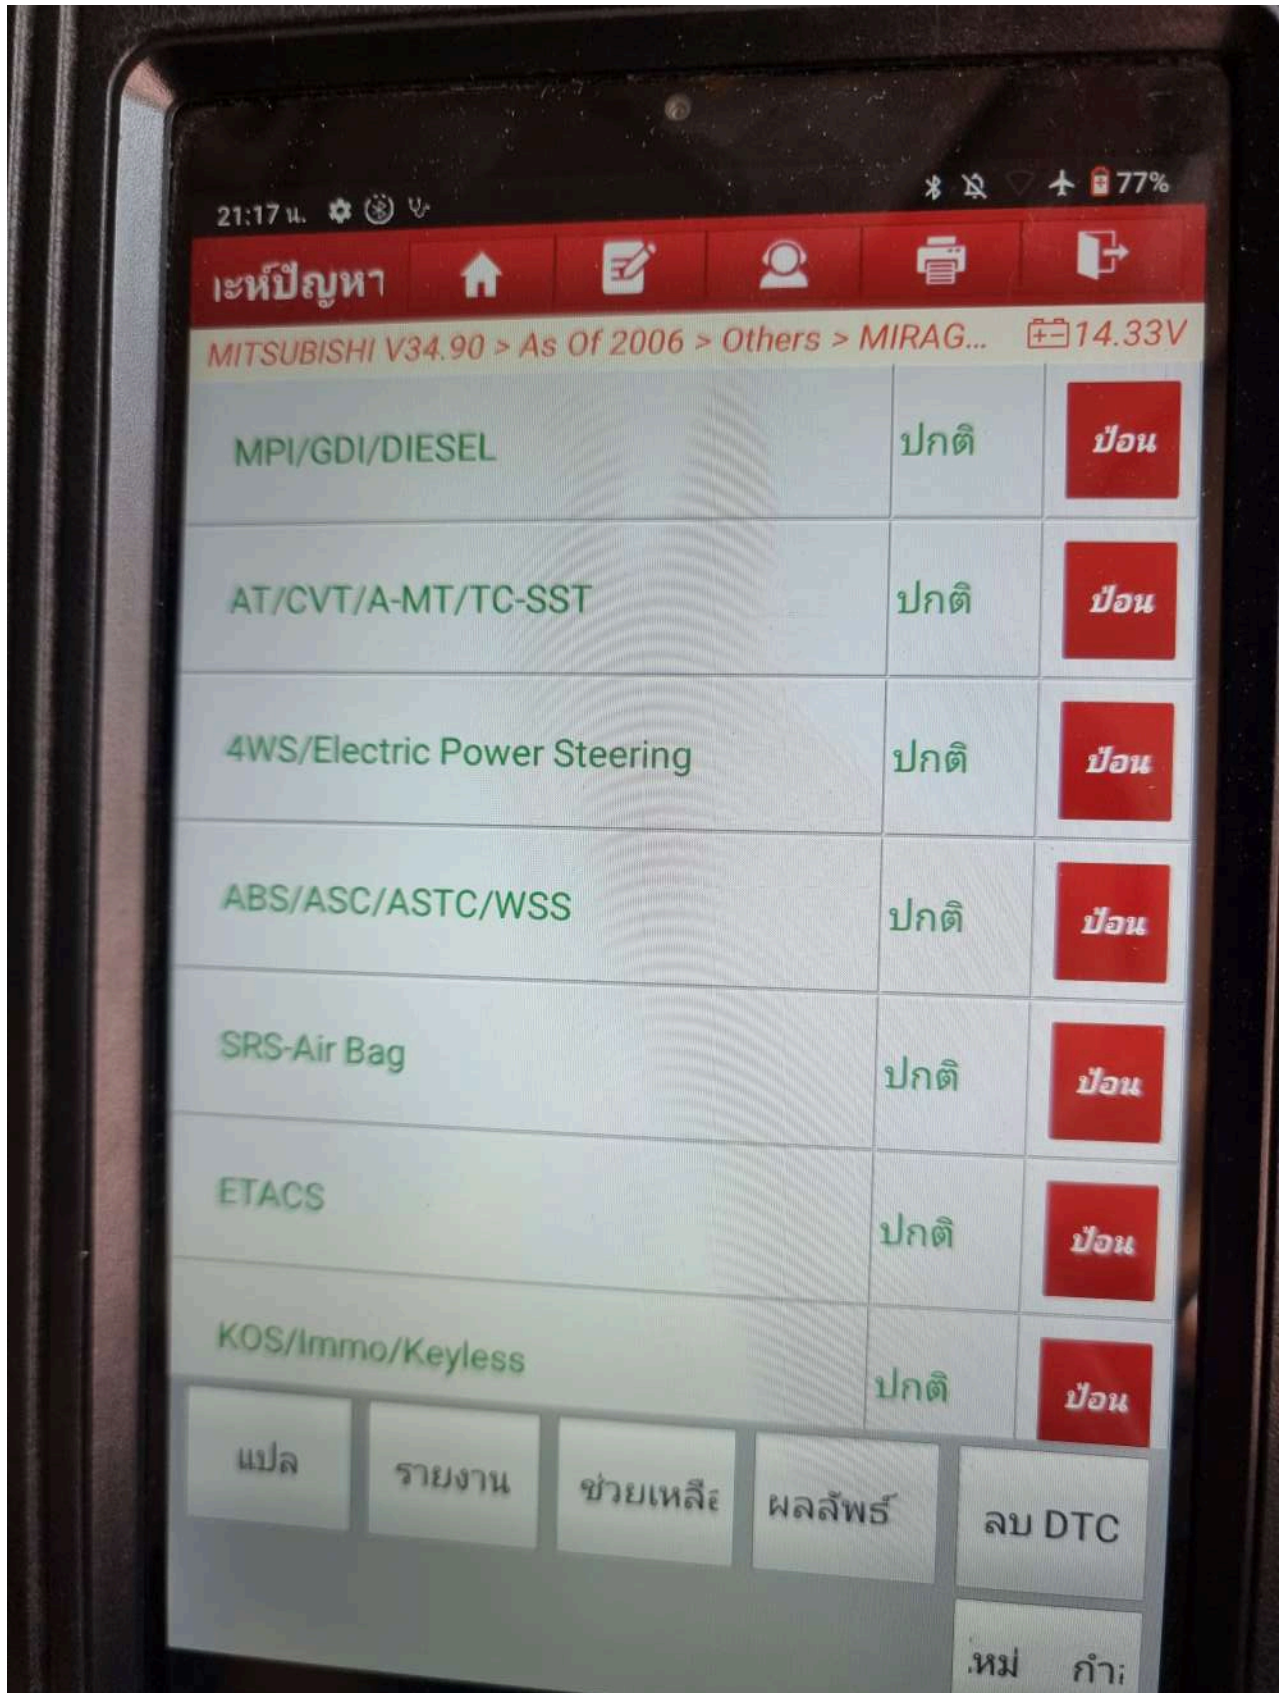 21:17 น. 77%
าะห์ปัญหา
MITSUBISHI V34.90 > As Of 2006 > Others > MIRAG... 14.33V
MPI/GDI/DIESEL ปกติ ป้อน
AT/CVT/A-MT/TC-SST ปกติ ป้อน
4WS/Electric Power Steering ปกติ ป้อน
ABS/ASC/ASTC/WSS ปกติ ป้อน
SRS-Air Bag ปกติ ป้อน
ETACS ปกติ ป้อน
KOS/Immo/Keyless ปกติ ป้อน
แปล รายงาน ช่วยเหลือ ผลลัพธ์ ลบ DTC